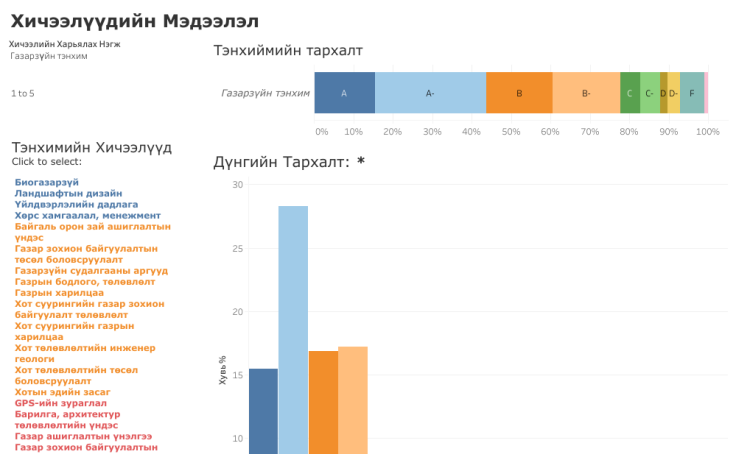 Хичээлүүдийн Мэдээлэл
Хичээлийн Харьялах Нэгж
Газарзүйн тэнхим
1 to 5
Тэнхиймийн тархалт
Газарзүйн тэнхим
A
A-
B
B-
C
C-
D
D-
F
0%
10%
20%
30%
40%
50%
60%
70%
80%
90%
100%
Тэнхимийн Хичээлүүд
Click to select:
Биогазарзүй
Ландшафтын дизайн
Үйлдвэрлэлийн дадлага
Хөрс хамгаалал, менежмент
Байгаль орон зай ашиглалтын
үндэс
Газар зохион байгуулалтын
төсөл боловсруулалт
Газарзүйн судалгааны аргууд
Газрын бодлого, төлөвлөлт
Газрын харилцаа
Хот суурингийн газар зохион
байгуулалт төлөвлөлт
Хот суурингийн газрын
харилцаа
Хот төлөвлөлтийн инженер
геологи
Хот төлөвлөлтийн төсөл
боловсруулалт
Хотын эдийн засаг
GPS-ийн зураглал
Барилга, архитектур
төлөвлөлтийн үндэс
Газар ашиглалтын үнэлгээ
Газар зохион байгуулалтын
Дүнгийн Тархалт: *
Хувь%
30
25
20
15
10